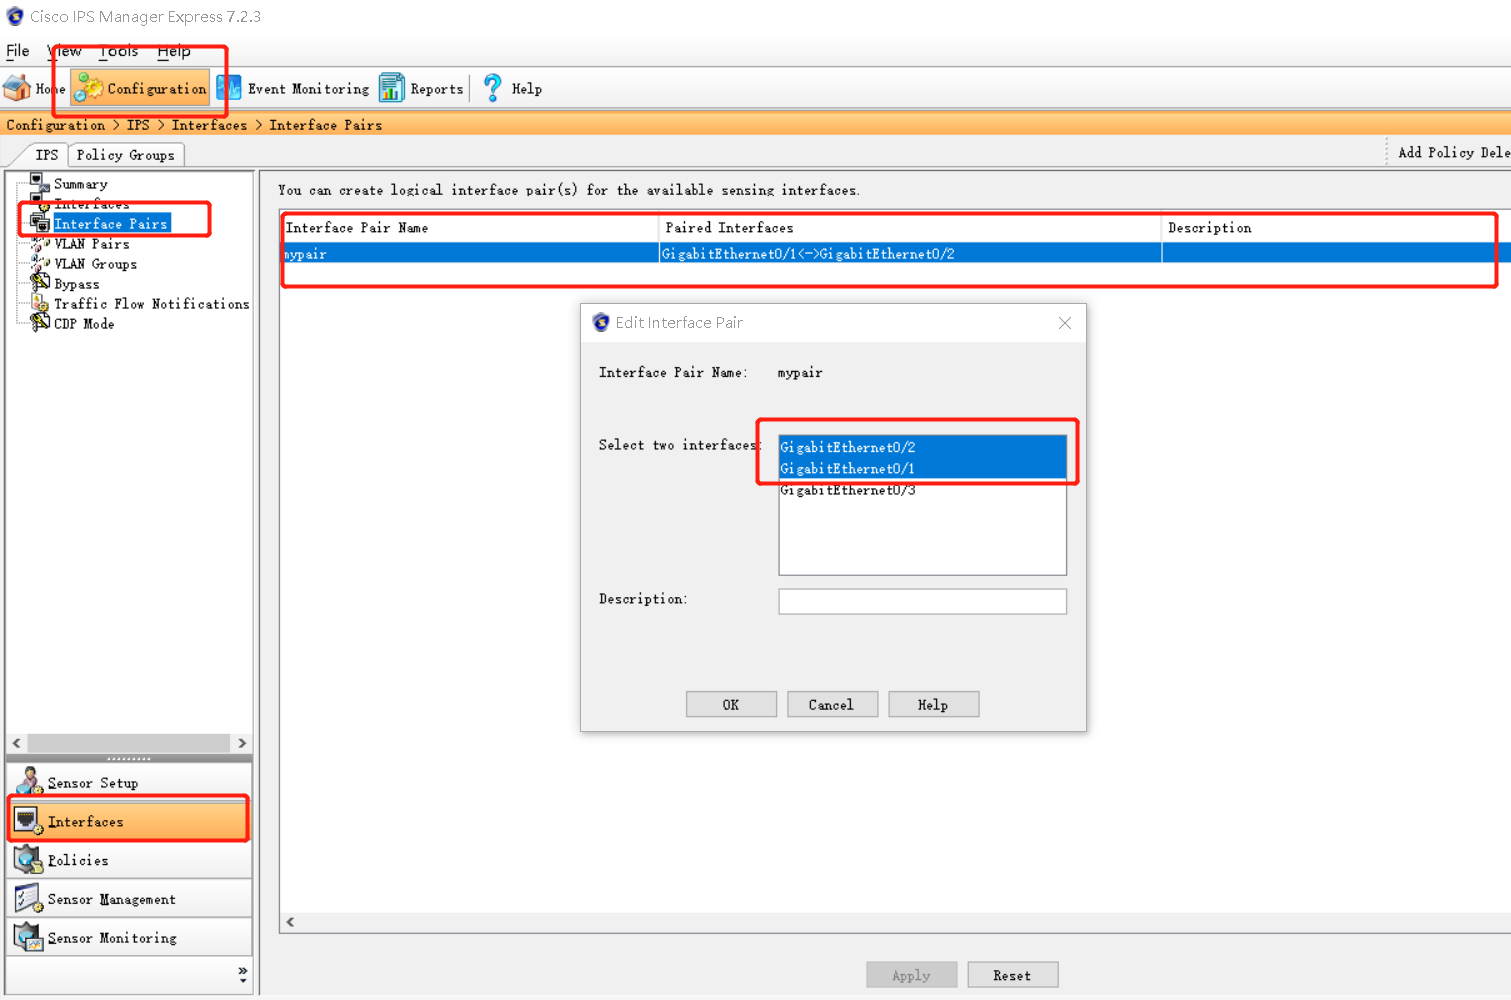 Cisco IPS Manager Express 7.2.3
File View Tools Help
Home Configuration Event Monitoring Reports Help
Configuration > IPS > Interfaces > Interface Pairs
IPS Policy Groups Add Policy Dele
Summary
Interfaces
Interface Pairs
VLAN Pairs
VLAN Groups
Bypass
Traffic Flow Notifications
CDP Mode
Sensor Setup
Interfaces
Policies
Sensor Management
Sensor Monitoring
You can create logical interface pair(s) for the available sensing interfaces.
Interface Pair Name Paired Interfaces Description
mypair GigabitEthernet0/1<->GigabitEthernet0/2
Edit Interface Pair
Interface Pair Name: mypair
Select two interfaces: GigabitEthernet0/2
GigabitEthernet0/1
GigabitEthernet0/3
Description:
OK Cancel Help
Apply Reset